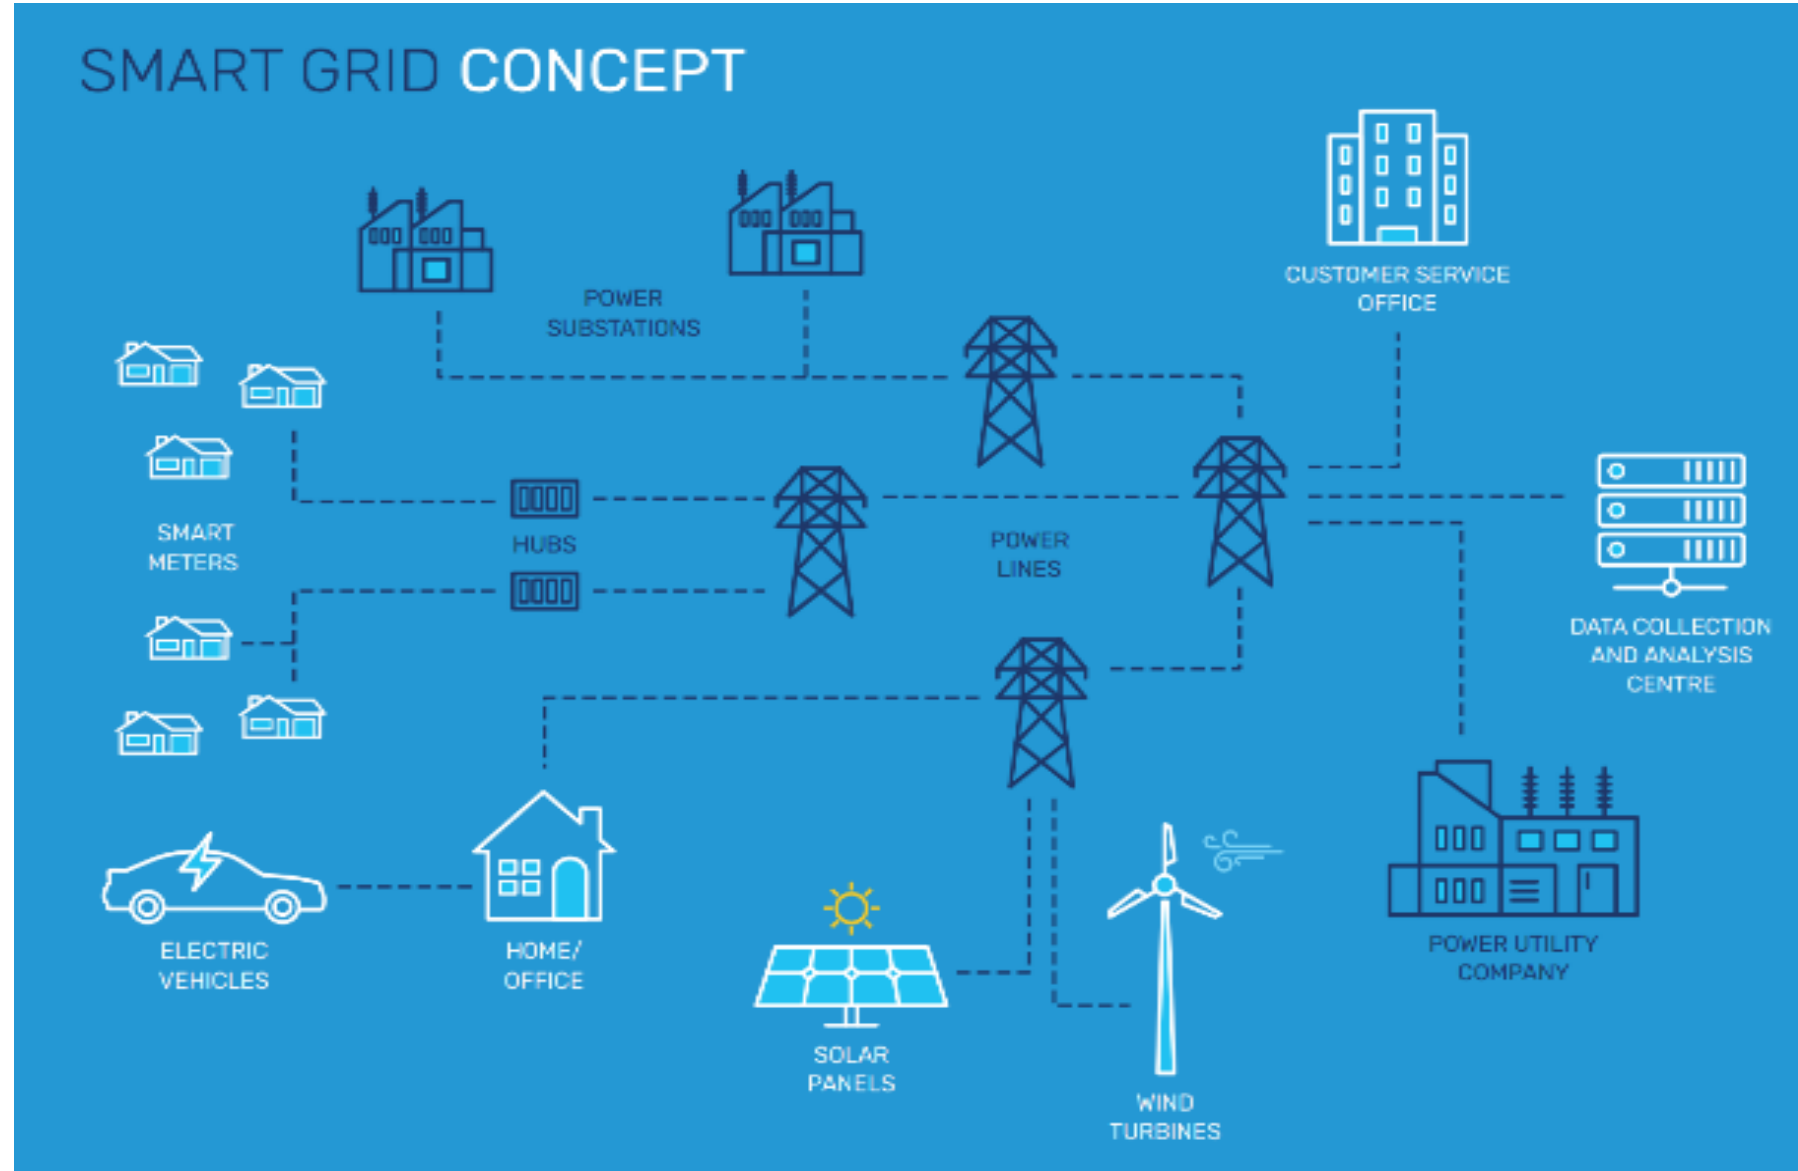 SMART GRID CONCEPT
POWER
SUBSTATIONS
CUSTOMER SERVICE
OFFICE
SMART
METERS
HUBS
POWER
LINES
DATA COLLECTION
AND ANALYSIS
CENTRE
ELECTRIC
VEHICLES
HOME/
OFFICE
SOLAR
PANELS
WIND
TURBINES
POWER UTILITY
COMPANY